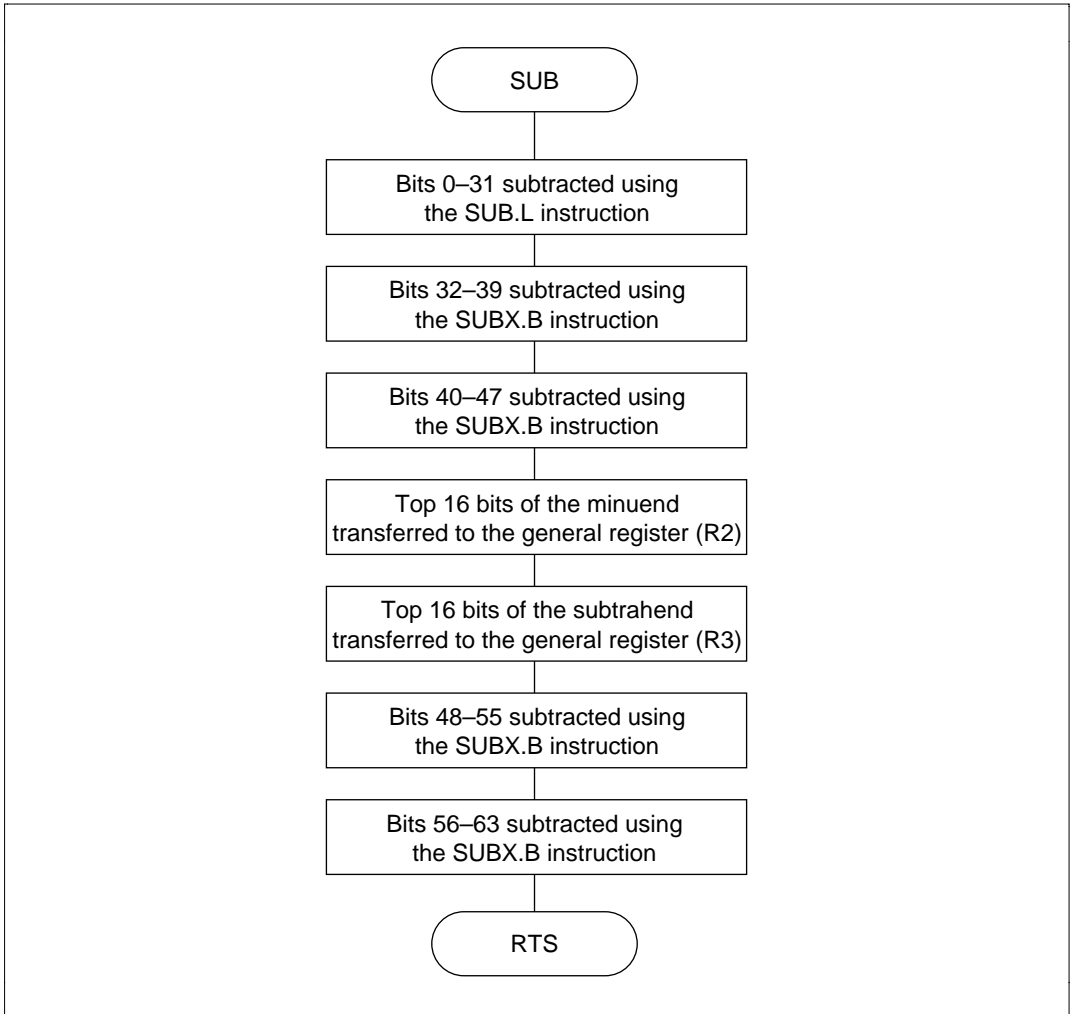 SUB
Bits 0–31 subtracted using
the SUB.L instruction
Bits 32–39 subtracted using
the SUBX.B instruction
Bits 40–47 subtracted using
the SUBX.B instruction
Top 16 bits of the minuend
transferred to the general register (R2)
Top 16 bits of the subtrahend
transferred to the general register (R3)
Bits 48–55 subtracted using
the SUBX.B instruction
Bits 56–63 subtracted using
the SUBX.B instruction
RTS